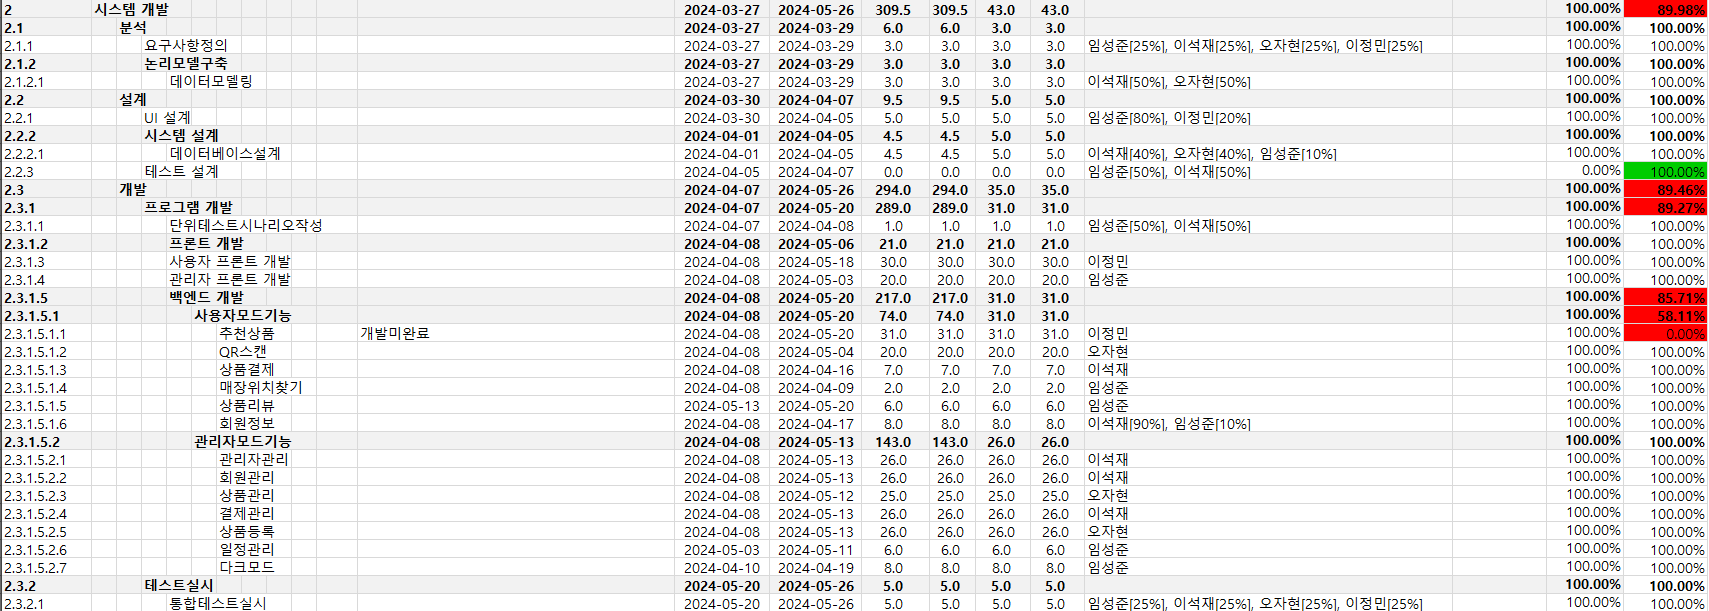 2 시스템 개발 2024-03-27 2024-05-26 309.5 309.5 43.0 43.0 100.00% 89.98%
2.1 분석 2024-03-27 2024-03-29 6.0 6.0 3.0 3.0 100.00% 100.00%
2.1.1 요구사항정의 2024-03-27 2024-03-29 3.0 3.0 3.0 3.0 임성준[25%], 이석재[25%], 오자현[25%], 이정민[25%] 100.00% 100.00%
2.1.2 논리모델구축 2024-03-27 2024-03-29 3.0 3.0 3.0 3.0 100.00% 100.00%
2.1.2.1 데이터모델링 2024-03-27 2024-03-29 3.0 3.0 3.0 3.0 이석재[50%], 오자현[50%] 100.00% 100.00%
2.2 설계 2024-03-30 2024-04-07 9.5 9.5 5.0 5.0 100.00% 100.00%
2.2.1 UI 설계 2024-03-30 2024-04-05 5.0 5.0 5.0 5.0 임성준[80%], 이정민[20%] 100.00% 100.00%
2.2.2 시스템 설계 2024-04-01 2024-04-05 4.5 4.5 5.0 5.0 100.00% 100.00%
2.2.2.1 데이터베이스설계 2024-04-01 2024-04-05 4.5 4.5 5.0 5.0 이석재[40%], 오자현[40%], 임성준[10%] 100.00% 100.00%
2.2.3 테스트 설계 2024-04-05 2024-04-07 0.0 0.0 0.0 0.0 임성준[50%], 이석재[50%] 0.00% 100.00%
2.3 개발 2024-04-07 2024-05-26 294.0 294.0 35.0 35.0 100.00% 89.46%
2.3.1 프로그램 개발 2024-04-07 2024-05-20 289.0 289.0 31.0 31.0 100.00% 89.27%
2.3.1.1 단위테스트시나리오작성 2024-04-07 2024-04-08 1.0 1.0 1.0 1.0 임성준[50%], 이석재[50%] 100.00% 100.00%
2.3.1.2 프론트 개발 2024-04-08 2024-05-06 21.0 21.0 21.0 21.0 100.00% 100.00%
2.3.1.3 사용자 프론트 개발 2024-04-08 2024-05-18 30.0 30.0 30.0 30.0 이정민 100.00% 100.00%
2.3.1.4 관리자 프론트 개발 2024-04-08 2024-05-03 20.0 20.0 20.0 20.0 임성준 100.00% 100.00%
2.3.1.5 백엔드 개발 2024-04-08 2024-05-20 217.0 217.0 31.0 31.0 100.00% 85.71%
2.3.1.5.1 사용자모드기능 2024-04-08 2024-05-20 74.0 74.0 31.0 31.0 100.00% 58.11%
2.3.1.5.1.1 추천상품 개발미완료 2024-04-08 2024-05-20 31.0 31.0 31.0 31.0 이정민 100.00% 0.00%
2.3.1.5.1.2 QR스캔 2024-04-08 2024-05-04 20.0 20.0 20.0 20.0 오자현 100.00% 100.00%
2.3.1.5.1.3 상품결제 2024-04-08 2024-04-16 7.0 7.0 7.0 7.0 이석재 100.00% 100.00%
2.3.1.5.1.4 매장위치찾기 2024-04-08 2024-04-09 2.0 2.0 2.0 2.0 임성준 100.00% 100.00%
2.3.1.5.1.5 상품리뷰 2024-05-13 2024-05-20 6.0 6.0 6.0 6.0 임성준 100.00% 100.00%
2.3.1.5.1.6 회원정보 2024-04-08 2024-04-17 8.0 8.0 8.0 8.0 이석재[90%], 임성준[10%] 100.00% 100.00%
2.3.1.5.2 관리자모드기능 2024-04-08 2024-05-13 143.0 143.0 26.0 26.0 100.00% 100.00%
2.3.1.5.2.1 관리자관리 2024-04-08 2024-05-13 26.0 26.0 26.0 26.0 이석재 100.00% 100.00%
2.3.1.5.2.2 회원관리 2024-04-08 2024-05-13 26.0 26.0 26.0 26.0 이석재 100.00% 100.00%
2.3.1.5.2.3 상품관리 2024-04-08 2024-05-12 25.0 25.0 25.0 25.0 오자현 100.00% 100.00%
2.3.1.5.2.4 결제관리 2024-04-08 2024-05-13 26.0 26.0 26.0 26.0 이석재 100.00% 100.00%
2.3.1.5.2.5 상품등록 2024-04-08 2024-05-13 26.0 26.0 26.0 26.0 오자현 100.00% 100.00%
2.3.1.5.2.6 일정관리 2024-05-03 2024-05-11 6.0 6.0 6.0 6.0 임성준 100.00% 100.00%
2.3.1.5.2.7 다크모드 2024-04-10 2024-04-19 8.0 8.0 8.0 8.0 임성준 100.00% 100.00%
2.3.2 테스트실시 2024-05-20 2024-05-26 5.0 5.0 5.0 5.0 100.00% 100.00%
2.3.2.1 통합테스트실시 2024-05-20 2024-05-26 5.0 5.0 5.0 5.0 임성준[25%], 이석재[25%], 오자현[25%], 이정민[25%] 100.00% 100.00%